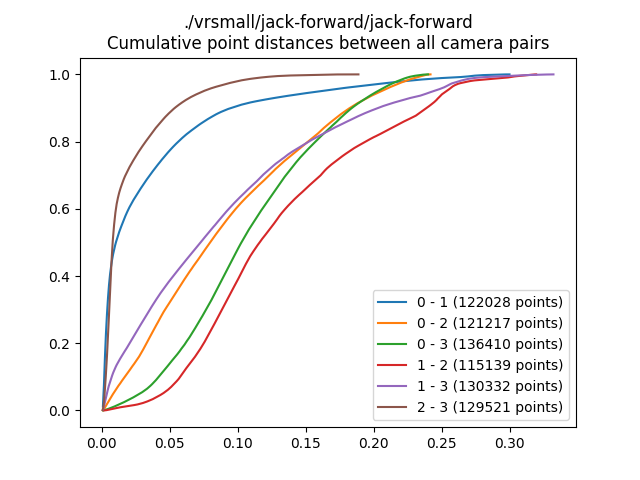 ./vrsmall/jack-forward/jack-forward
Cumulative point distances between all camera pairs
1.0
0.8
0.6
0.4
0.2
0.0
0 - 1 (122028 points)
0 - 2 (121217 points)
0 - 3 (136410 points)
1 - 2 (115139 points)
1 - 3 (130332 points)
2 - 3 (129521 points)
0.00 0.05 0.10 0.15 0.20 0.25 0.30